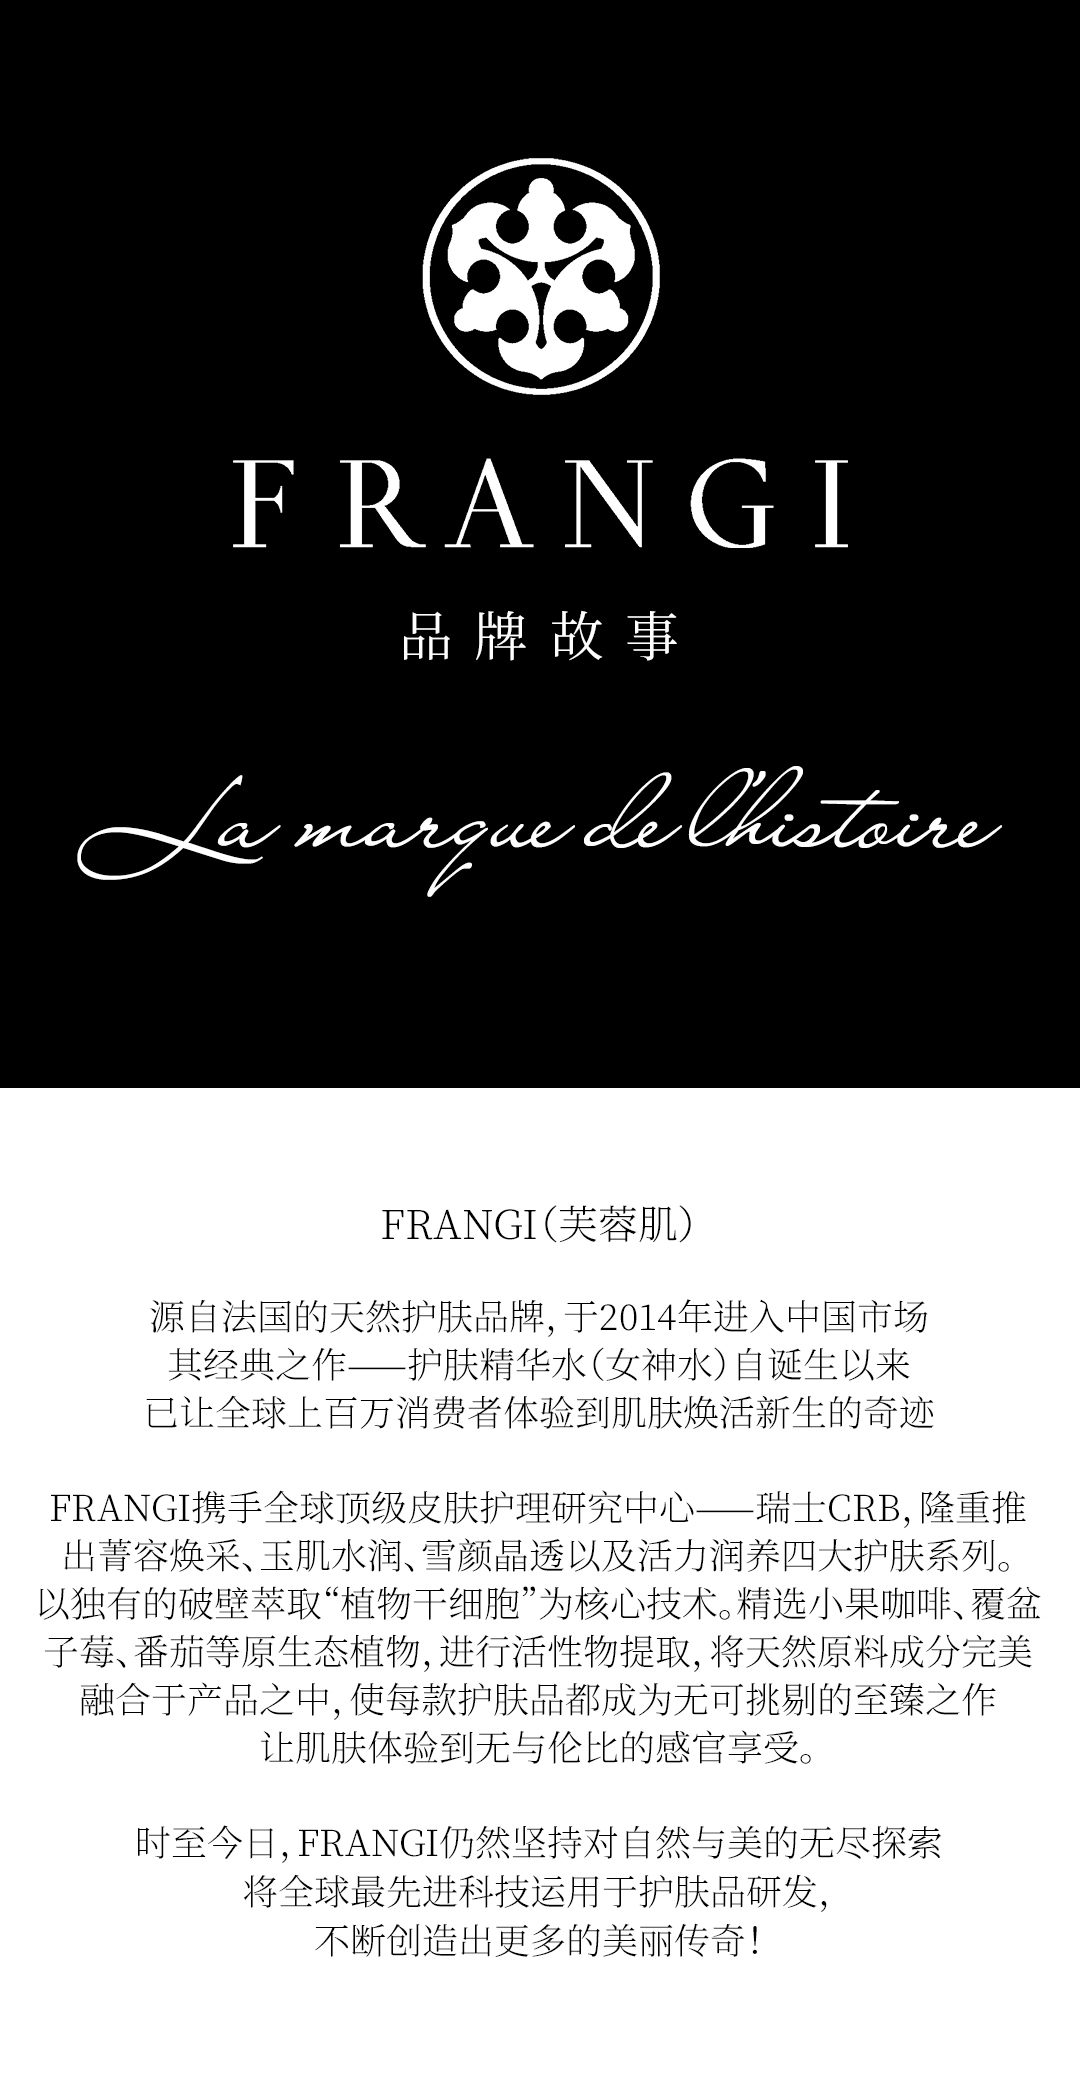 FRANGI
品牌故事
La marque de l'histoire
FRANGI（芙蓉肌）
源自法国的天然护肤品牌，于2014年进入中国市场
其经典之作——护肤精华水（女神水）自诞生以来
已让全球上百万消费者体验到肌肤焕活新生的奇迹
FRANGI携手全球顶级皮肤护理研究中心——瑞士CRB，隆重推
出菁容焕采、玉肌水润、雪颜晶透以及活力润养四大护肤系列。
以独有的破壁萃取“植物干细胞”为核心技术。精选小果咖啡、覆盆
子莓、番茄等原生态植物，进行活性物提取，将天然原料成分完美
融合于产品之中，使每款护肤品都成为无可挑剔的至臻之作
让肌肤体验到无与伦比的感官享受。
时至今日，FRANGI仍然坚持对自然与美的无尽探索
将全球最先进科技运用于护肤品研发，
不断创造出更多的美丽传奇！